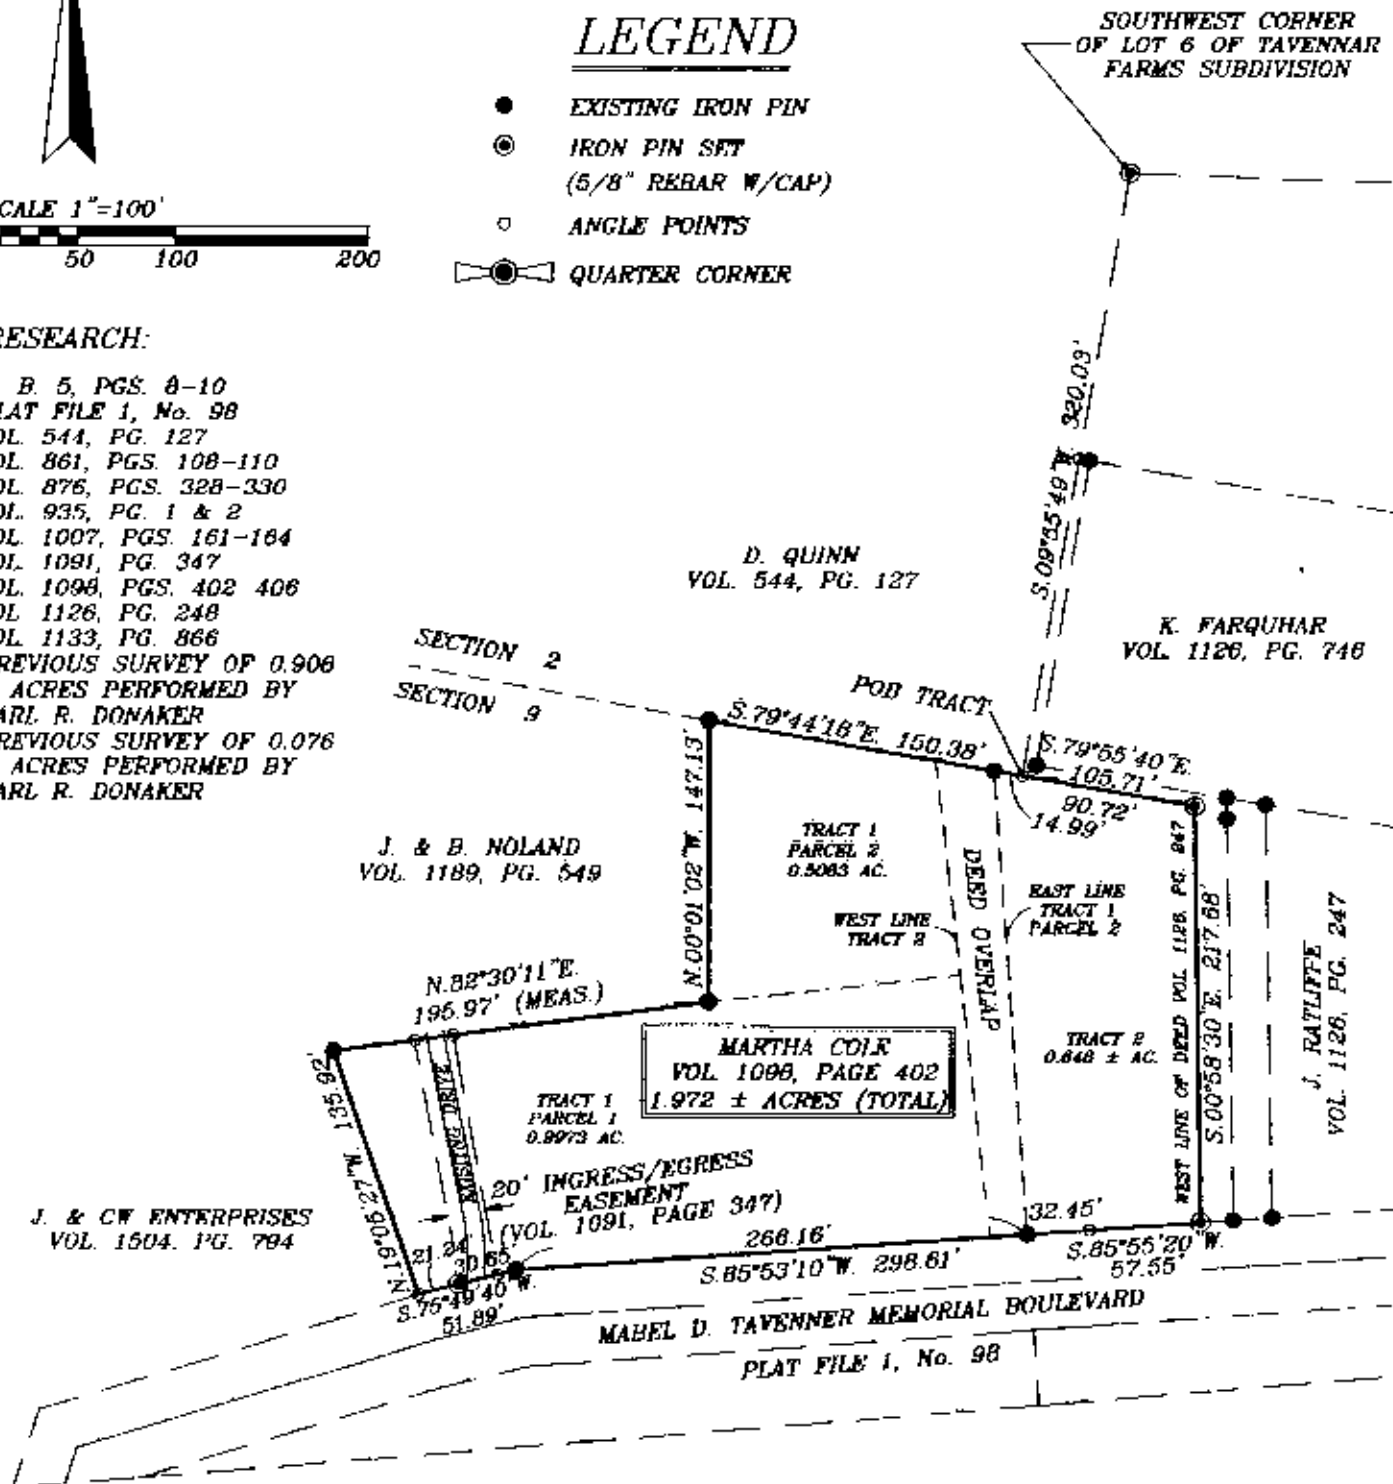 LEGEND
EXISTING IRON PIN
IRON PIN SET
(5/8" REBAR W/CAP)
ANGLE POINTS
QUARTER CORNER
SOUTHWEST CORNER
OF LOT 6 OF TAVENNAR
FARMS SUBDIVISION
CALE 1"=100'
50 100 200
RESEARCH:
B. 5, PGS. 8-10
LAT FILE 1, No. 98
OL. 544, PG. 127
OL. 861, PGS. 108-110
OL. 876, PGS. 328-330
OL. 935, PG. 1 & 2
OL. 1007, PGS. 161-164
OL. 1091, PG. 347
OL. 1098, PGS. 402 406
OL 1126, PG. 248
OL 1133, PG. 866
REVIOUS SURVEY OF 0.906
ACRES PERFORMED BY
ARL R. DONAKER
REVIOUS SURVEY OF 0.076
ACRES PERFORMED BY
ARL R. DONAKER
S.09°55'49"W. 320.03'
D. QUINN
VOL. 544, PG. 127
K. FARQUHAR
VOL. 1126, PG. 746
SECTION 2
SECTION 9
POB TRACT
S.79°44'18"E. 150.38'
S.79°55'40"E.
105.71'
90.72'
14.99'
N.00°01'02"W. 147.13'
J. & B. NOLAND
VOL. 1189, PG. 549
TRACT 1
PARCEL 2
0.5083 AC.
WEST LINE
TRACT 2
DEED OVERLAP
EAST LINE
TRACT 1
PARCEL 2
WEST LINE OF DEED VOL 1126, PG. 247
S.00°58'30"E. 217.68'
J. RATLIFFE
VOL. 1126, PG. 247
N.82°30'11"E.
195.97' (MEAS.)
MARTHA COLE
VOL. 1098, PAGE 402
1.972 ± ACRES (TOTAL)
TRACT 2
0.648 ± AC.
N.19°06'27"W. 135.92'
EXISTING DRIVE
TRACT 1
PARCEL 1
0.9973 AC.
20' INGRESS/EGRESS
EASEMENT
(VOL. 1091, PAGE 347)
J. & CW ENTERPRISES
VOL. 1504. PG. 794
21.24
30.65
S.75°49'40"W.
51.89'
266.16'
32.45'
S.85°53'10"W. 298.61'
S.85°55'20"W.
57.55'
MABEL D. TAVENNER MEMORIAL BOULEVARD
PLAT FILE 1, No. 98